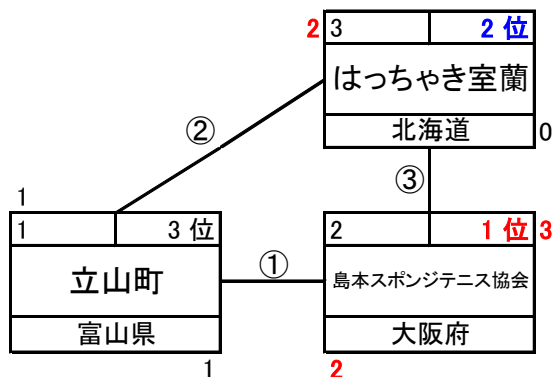 2 3 2 位
はっちゃき室蘭
北海道 0
②
③
1
1 3 位
立山町
富山県
1
①
2 1 位 3
島本スポンジテニス協会
大阪府
2